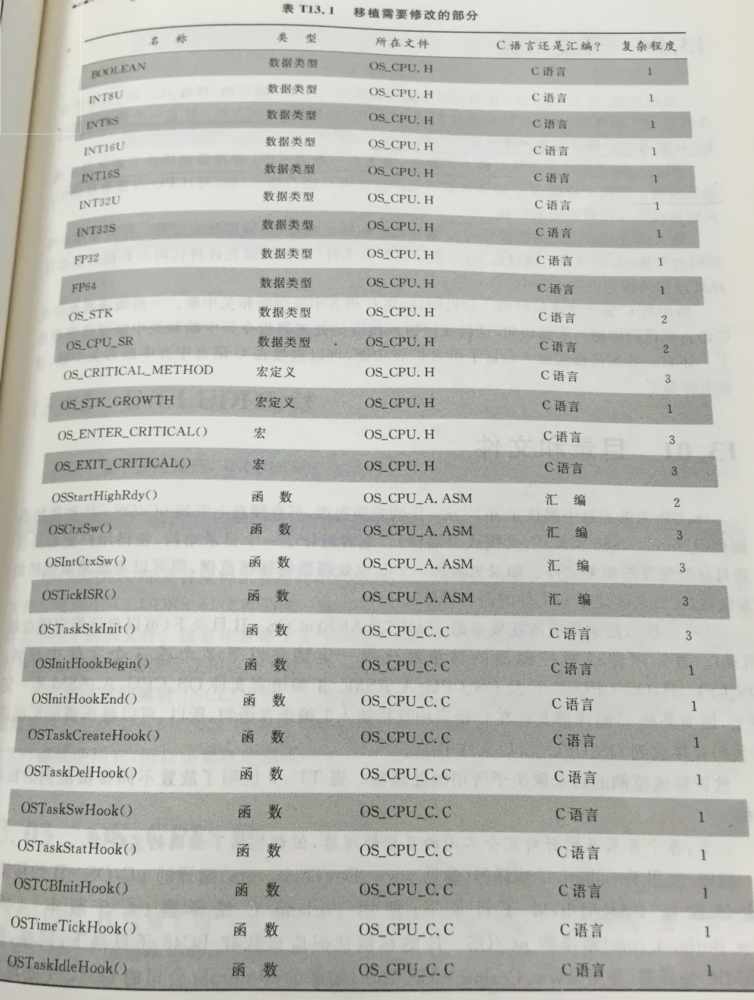 表 T13.1 移植需要修改的部分
名 称 类 型 所在文件 C 语言还是汇编? 复杂程度
BOOLEAN 数据类型 OS_CPU.H C 语言 1
INT8U 数据类型 OS_CPU.H C 语言 1
INT8S 数据类型 OS_CPU.H C 语言 1
INT16U 数据类型 OS_CPU.H C 语言 1
INT16S 数据类型 OS_CPU.H C 语言 1
INT32U 数据类型 OS_CPU.H C 语言 1
INT32S 数据类型 OS_CPU.H C 语言 1
FP32 数据类型 OS_CPU.H C 语言 1
FP64 数据类型 OS_CPU.H C 语言 1
OS_STK 数据类型 OS_CPU.H C 语言 2
OS_CPU_SR 数据类型 OS_CPU.H C 语言 2
OS_CRITICAL_METHOD 宏定义 OS_CPU.H C 语言 3
OS_STK_GROWTH 宏定义 OS_CPU.H C 语言 1
OS_ENTER_CRITICAL() 宏 OS_CPU.H C 语言 3
OS_EXIT_CRITICAL() 宏 OS_CPU.H C 语言 3
OSStartHighRdy() 函 数 OS_CPU_A.ASM 汇 编 2
OSCtxSw() 函 数 OS_CPU_A.ASM 汇 编 3
OSIntCtxSw() 函 数 OS_CPU_A.ASM 汇 编 3
OSTickISR() 函 数 OS_CPU_A.ASM 汇 编 3
OSTaskStkInit() 函 数 OS_CPU_C.C C 语言 3
OSInitHookBegin() 函 数 OS_CPU_C.C C 语言 1
OSInitHookEnd() 函 数 OS_CPU_C.C C 语言 1
OSTaskCreateHook() 函 数 OS_CPU_C.C C 语言 1
OSTaskDelHook() 函 数 OS_CPU_C.C C 语言 1
OSTaskSwHook() 函 数 OS_CPU_C.C C 语言 1
OSTaskStatHook() 函 数 OS_CPU_C.C C 语言 1
OSTCBInitHook() 函 数 OS_CPU_C.C C 语言 1
OSTimeTickHook() 函 数 OS_CPU_C.C C 语言 1
OSTaskIdleHook() 函 数 OS_CPU_C.C C 语言 1